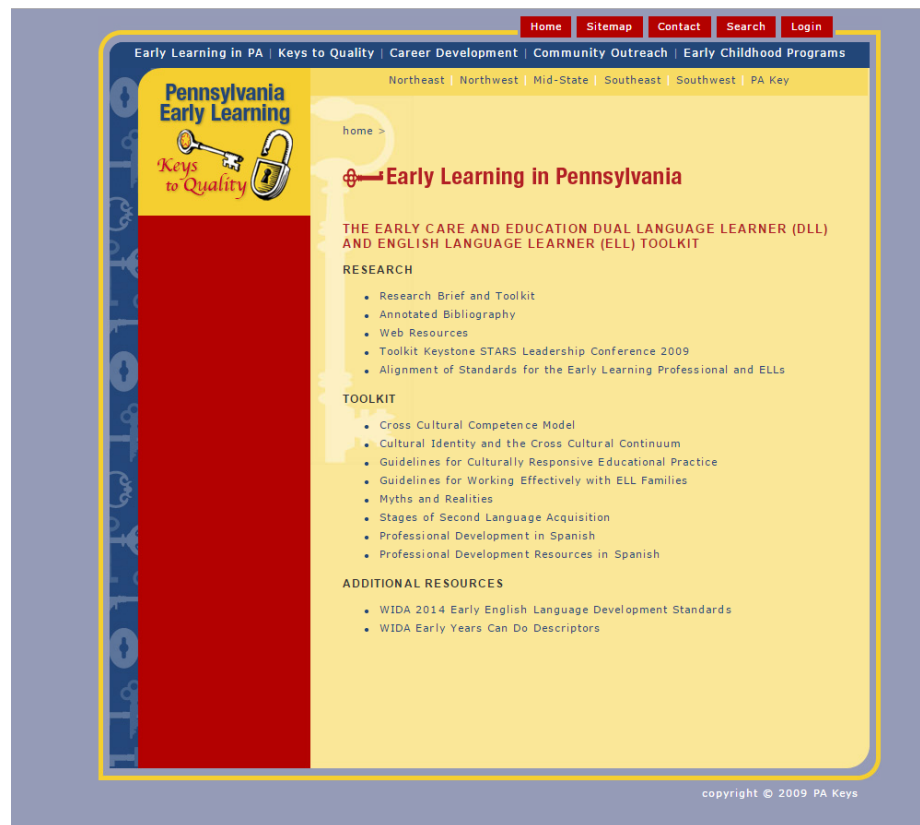 Home Sitemap Contact Search Login
Early Learning in PA | Keys to Quality | Career Development | Community Outreach | Early Childhood Programs
Northeast | Northwest | Mid-State | Southeast | Southwest | PA Key
Pennsylvania
Early Learning
Keys
to Quality
home >
Early Learning in Pennsylvania
THE EARLY CARE AND EDUCATION DUAL LANGUAGE LEARNER (DLL)
AND ENGLISH LANGUAGE LEARNER (ELL) TOOLKIT
RESEARCH
• Research Brief and Toolkit
• Annotated Bibliography
• Web Resources
• Toolkit Keystone STARS Leadership Conference 2009
• Alignment of Standards for the Early Learning Professional and ELLs
TOOLKIT
• Cross Cultural Competence Model
• Cultural Identity and the Cross Cultural Continuum
• Guidelines for Culturally Responsive Educational Practice
• Guidelines for Working Effectively with ELL Families
• Myths and Realities
• Stages of Second Language Acquisition
• Professional Development in Spanish
• Professional Development Resources in Spanish
ADDITIONAL RESOURCES
• WIDA 2014 Early English Language Development Standards
• WIDA Early Years Can Do Descriptors
copyright © 2009 PA Keys